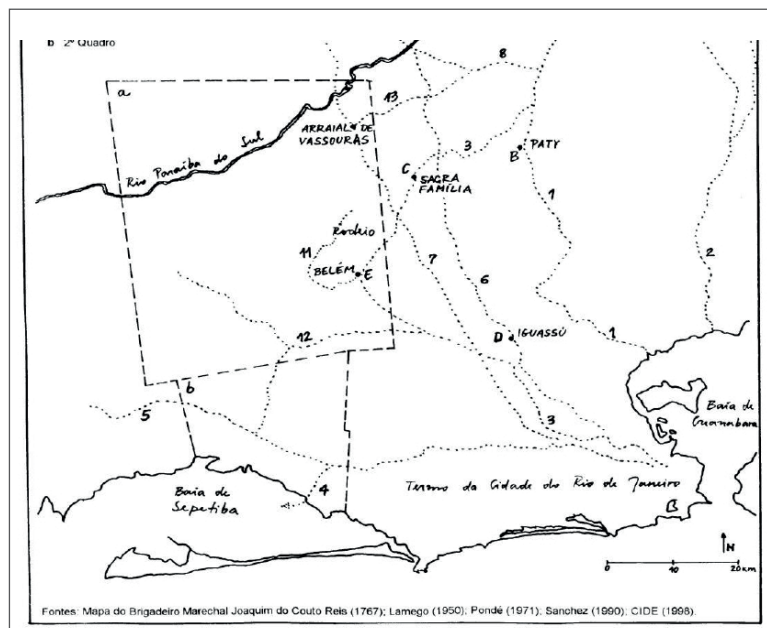 b 2º Quadro
8
a
13
ARRAIAL DE
VASSOURAS
Rio Paraíba do Sul
3
B PATY
C
SAGRA
FAMÍLIA
1
Rodeio
11
BELÉM E
7
2
6
12
D IGUASSÚ
1
b
5
3
Baía de
Guanabara
4
Baía de
Sepetiba
Termo da Cidade do Rio de Janeiro
B
N
0 10 20 km
Fontes: Mapa do Brigadeiro Marechal Joaquim do Couto Reis (1767); Lamego (1950); Pondé (1971); Sanchez (1990); CIDE (1998).